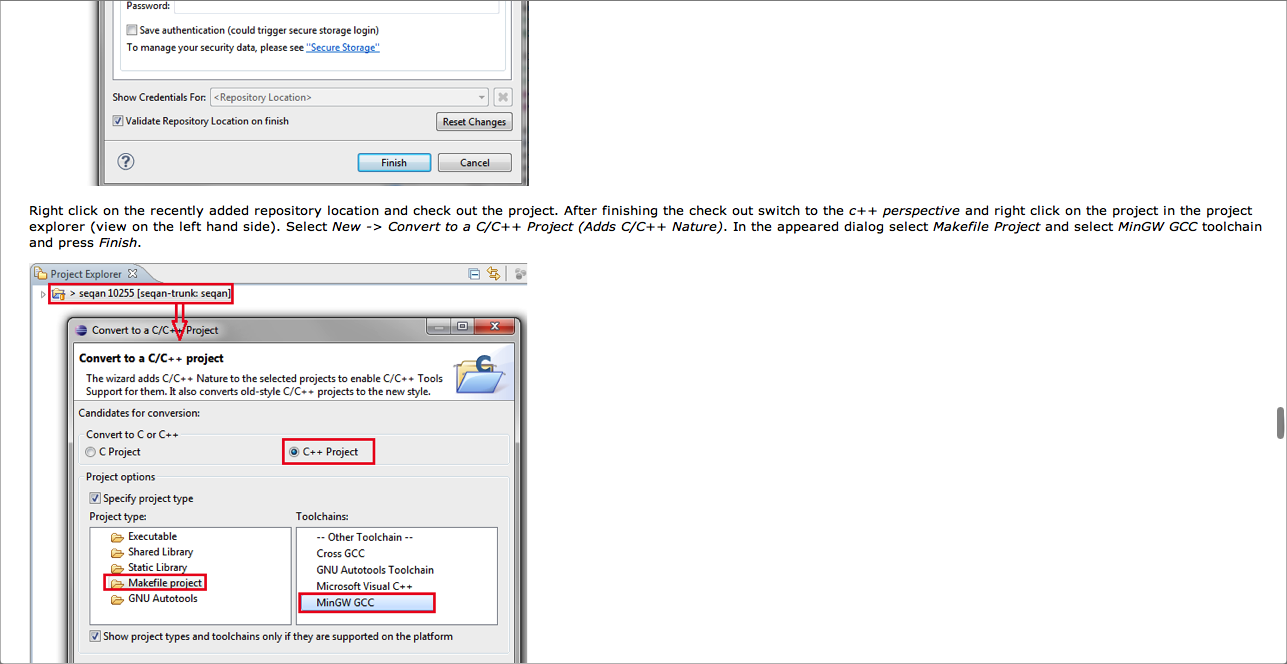 Password:
Save authentication (could trigger secure storage login)
To manage your security data, please see "Secure Storage"
Show Credentials For: <Repository Location>
Validate Repository Location on finish Reset Changes
? Finish Cancel
Right click on the recently added repository location and check out the project. After finishing the check out switch to the c++ perspective and right click on the project in the project
explorer (view on the left hand side). Select New -> Convert to a C/C++ Project (Adds C/C++ Nature). In the appeared dialog select Makefile Project and select MinGW GCC toolchain
and press Finish.
Project Explorer
> seqan 10255 [seqan-trunk: seqan]
Convert to a C/C++ Project
Convert to a C/C++ project
The wizard adds C/C++ Nature to the selected projects to enable C/C++ Tools
Support for them. It also converts old-style C/C++ projects to the new style.
Candidates for conversion:
Convert to C or C++
C Project C++ Project
Project options
Specify project type
Project type: Toolchains:
Executable -- Other Toolchain --
Shared Library Cross GCC
Static Library GNU Autotools Toolchain
Makefile project Microsoft Visual C++
GNU Autotools MinGW GCC
Show project types and toolchains only if they are supported on the platform